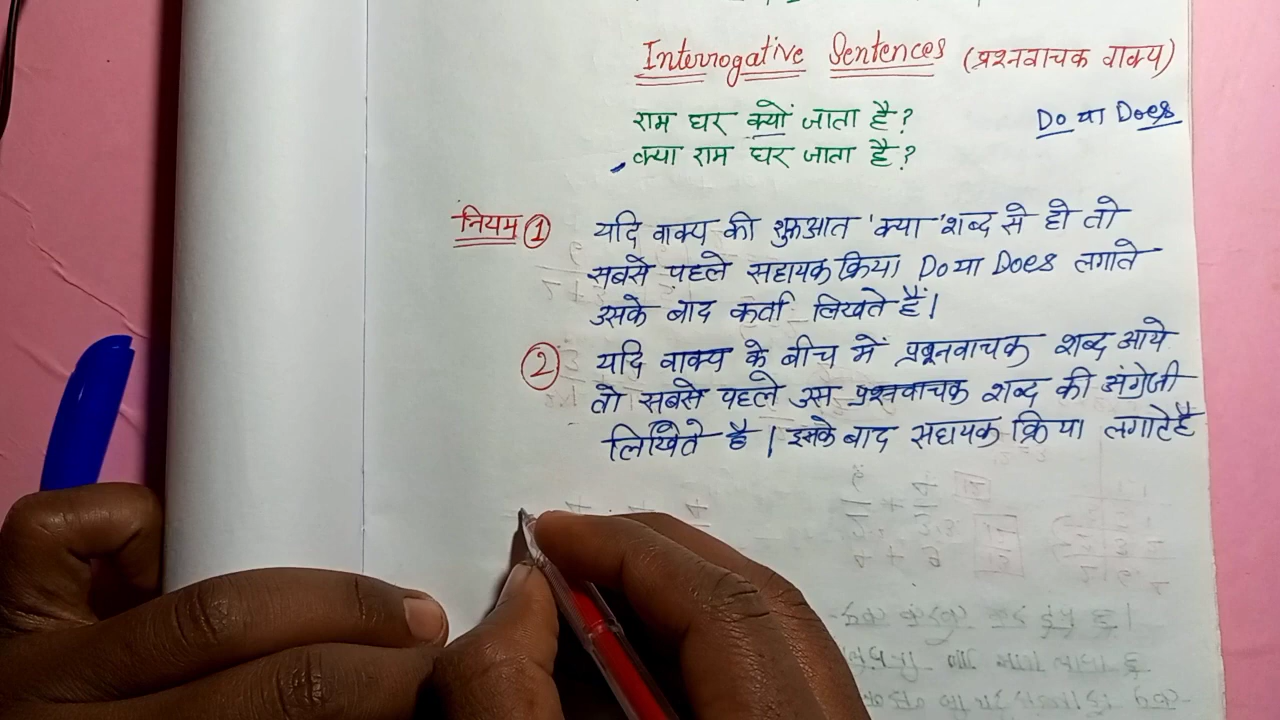 Interrogative Sentences (प्रश्नवाचक वाक्य)
राम घर क्यों जाता है?
Do या Does
क्या राम घर जाता है?
नियम ① यदि वाक्य की शुरूआत 'क्या' शब्द से हो तो
सबसे पहले सहायक क्रिया Do या Does लगाते
उसके बाद कर्ता लिखते हैं।
② यदि वाक्य के बीच में प्रश्नवाचक शब्द आये
तो सबसे पहले उस प्रश्नवाचक शब्द की अंग्रेजी
लिखिते है। इसके बाद सहायक क्रिया लगाते है